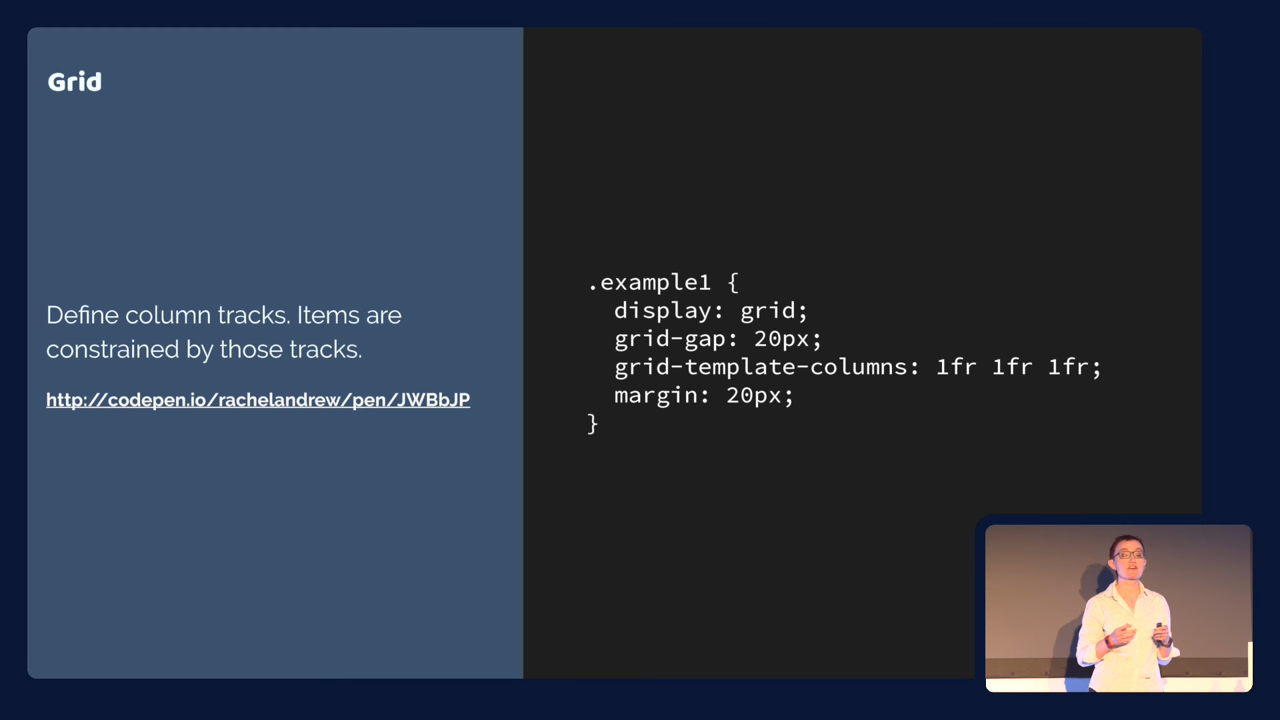 Grid
Define column tracks. Items are
constrained by those tracks.
http://codepen.io/rachelandrew/pen/JWBbJP
.example1 {
  display: grid;
  grid-gap: 20px;
  grid-template-columns: 1fr 1fr 1fr;
  margin: 20px;
}